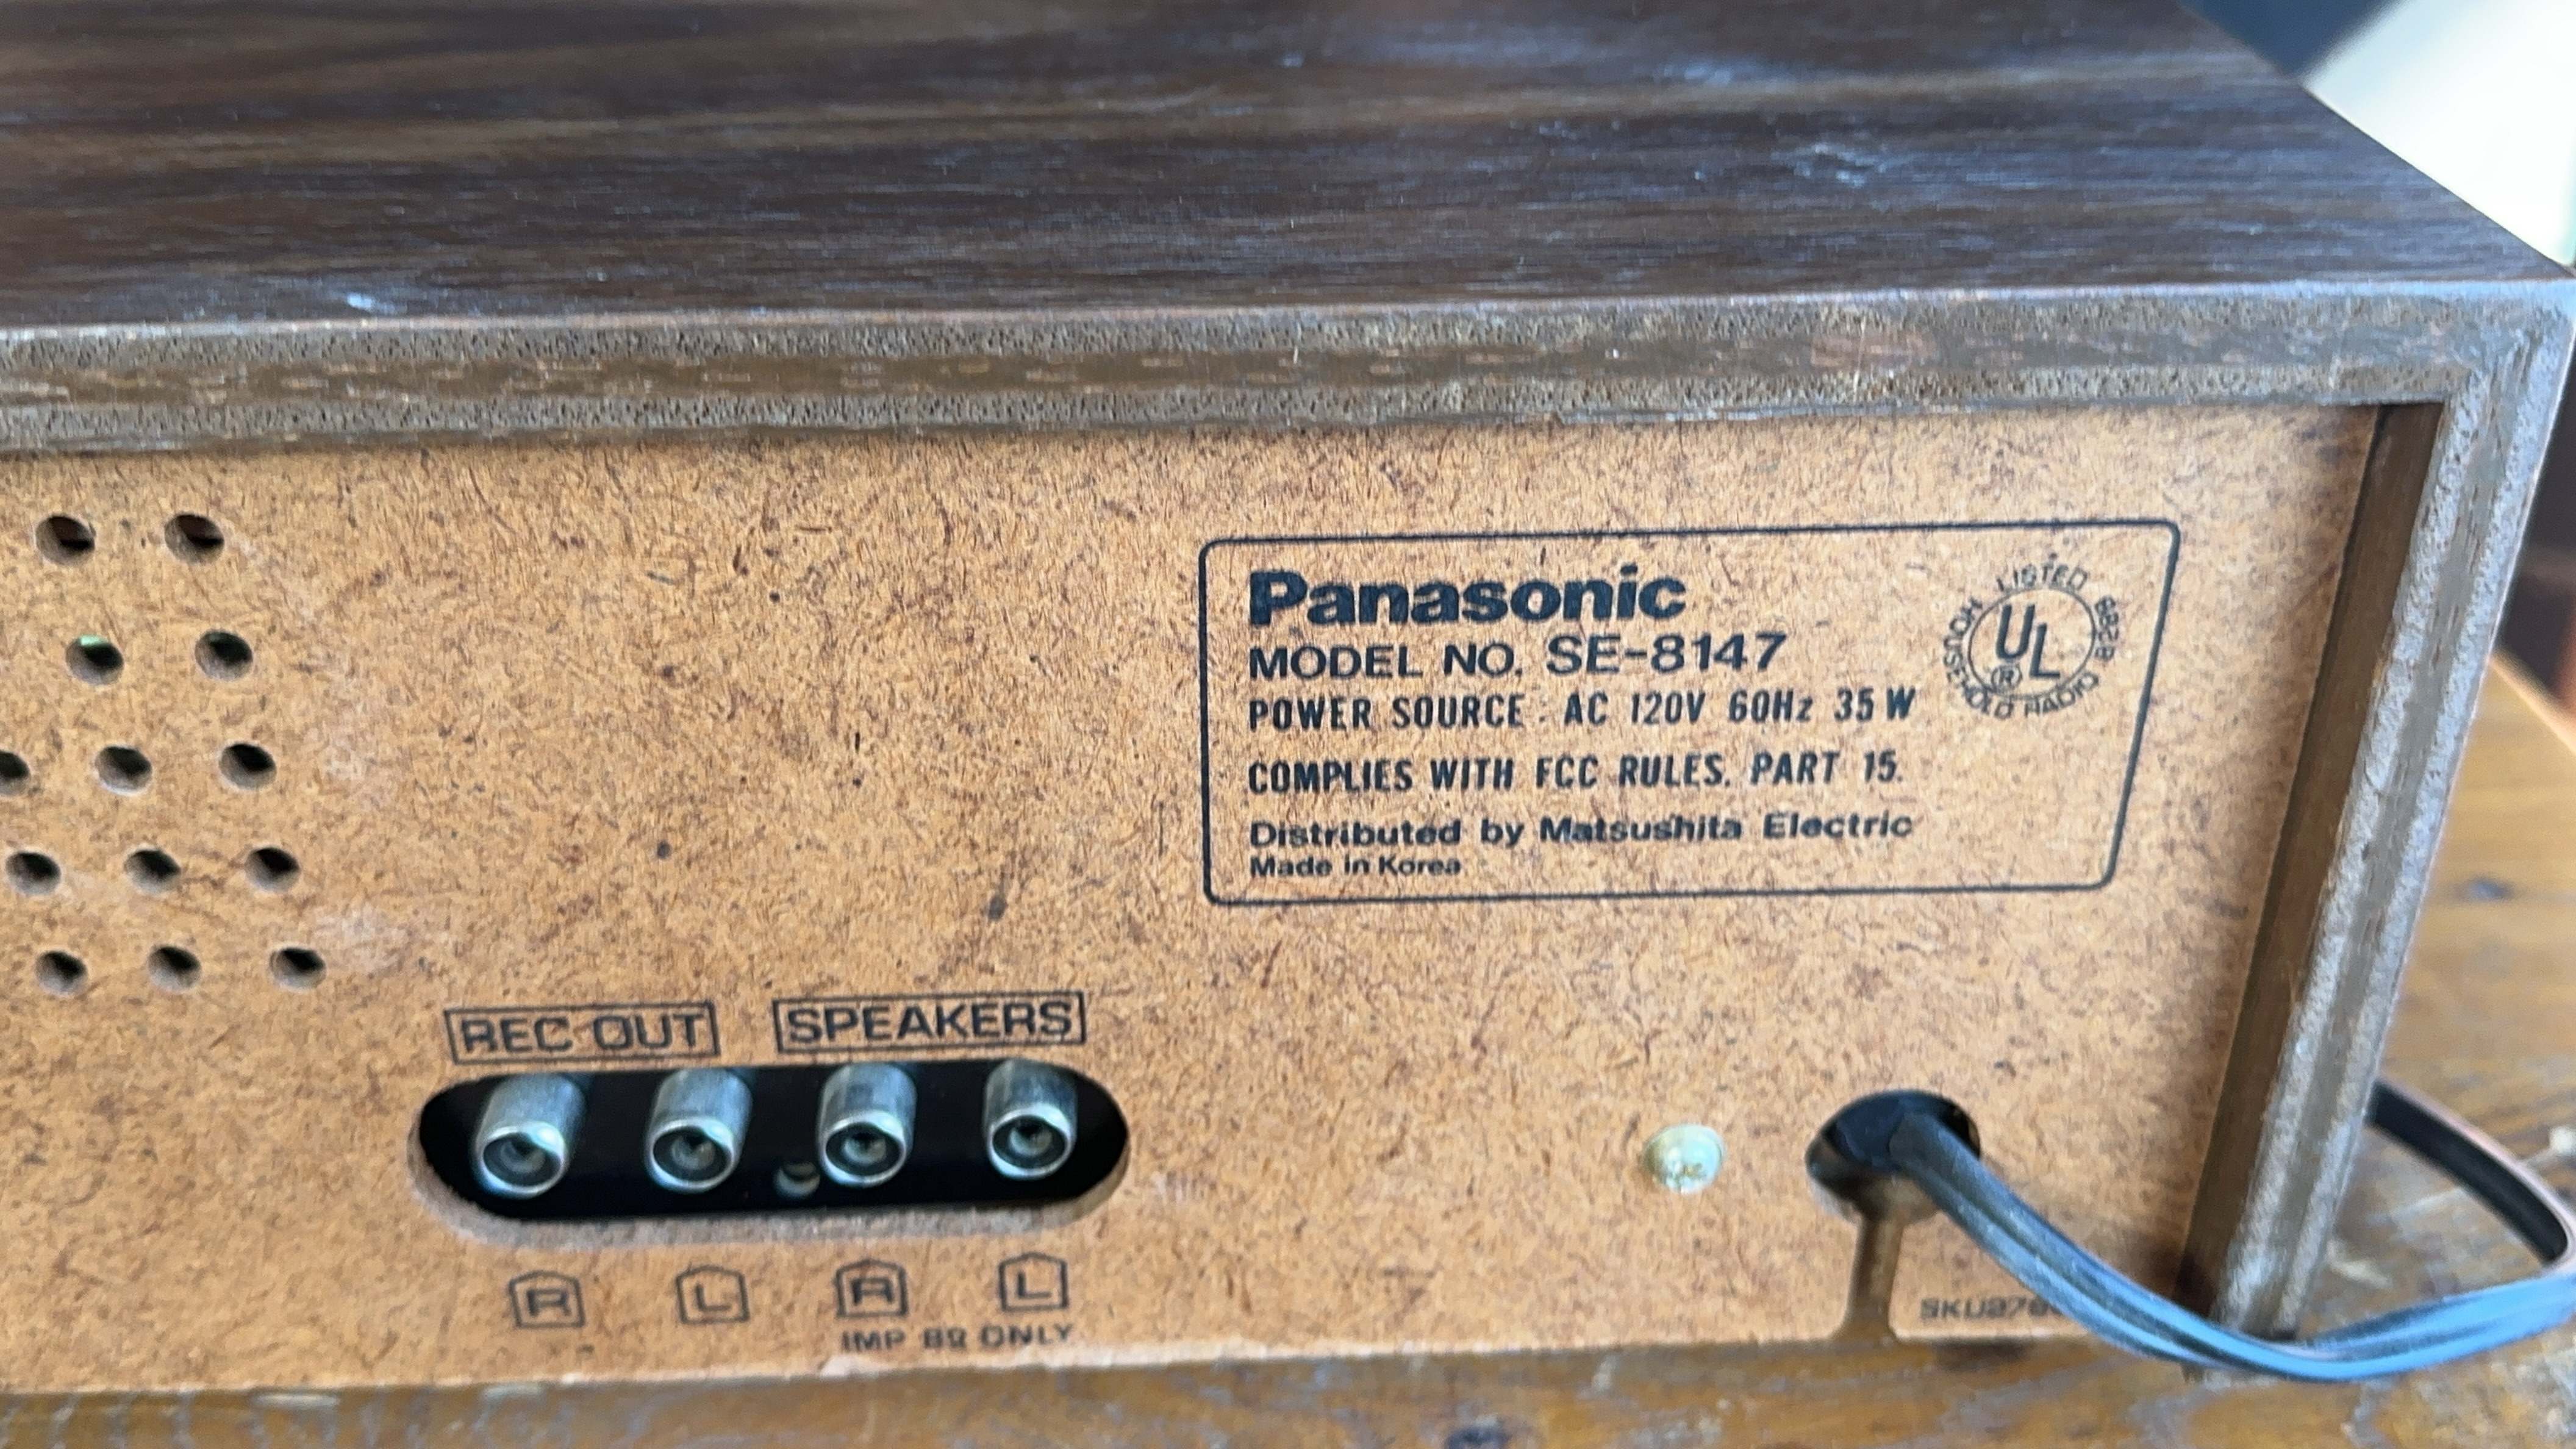 Panasonic
MODEL NO. SE-8147
POWER SOURCE : AC 120V 60Hz 35W
COMPLIES WITH FCC RULES. PART 15.
Distributed by Matsushita Electric
Made in Korea
LISTED
UL
®
HOUSEHOLD RADIO
REC OUT SPEAKERS
R L R L
IMP 8Ω ONLY